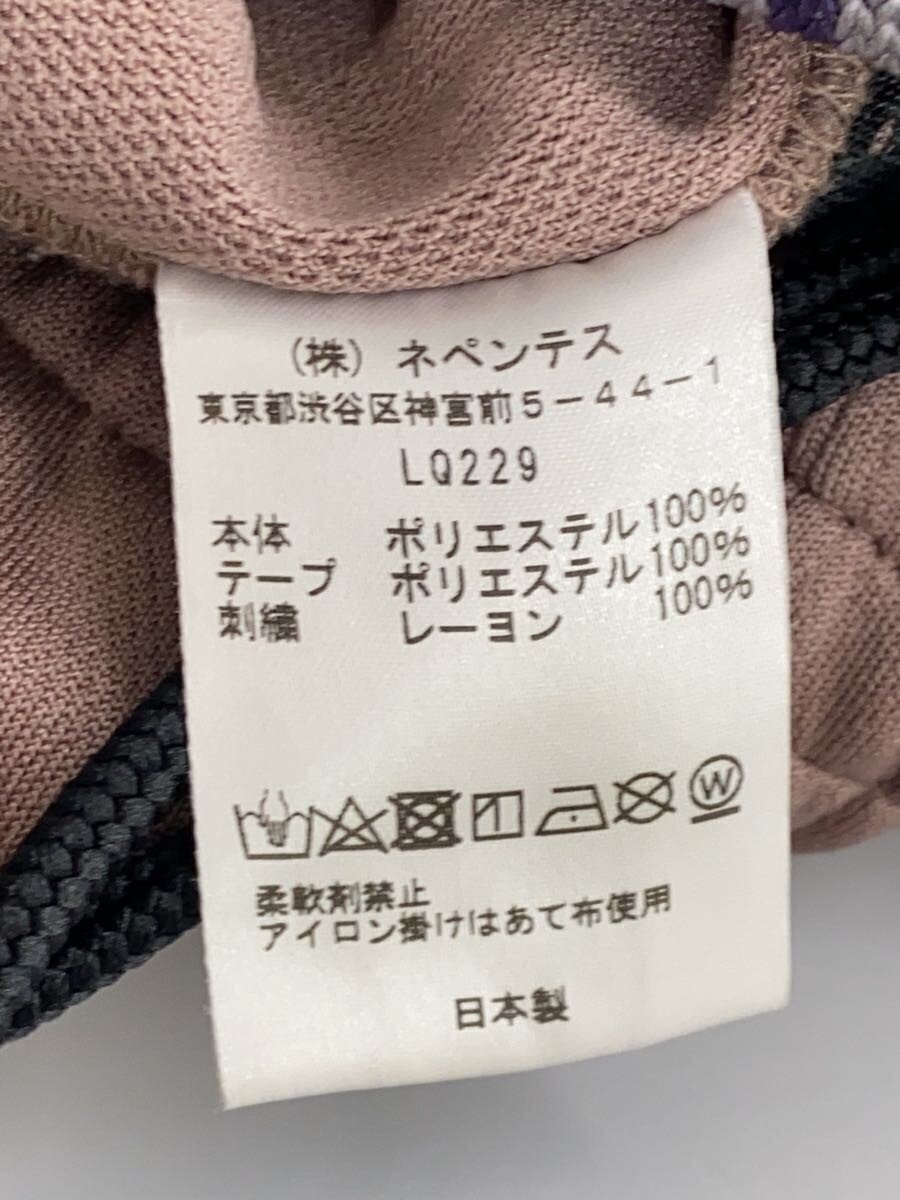 （株）ネペンテス
東京都渋谷区神宮前５－４４－１
LQ229
本体 ポリエステル100%
テープ ポリエステル100%
刺繍 レーヨン 100%
W
柔軟剤禁止
アイロン掛けはあて布使用
日本製